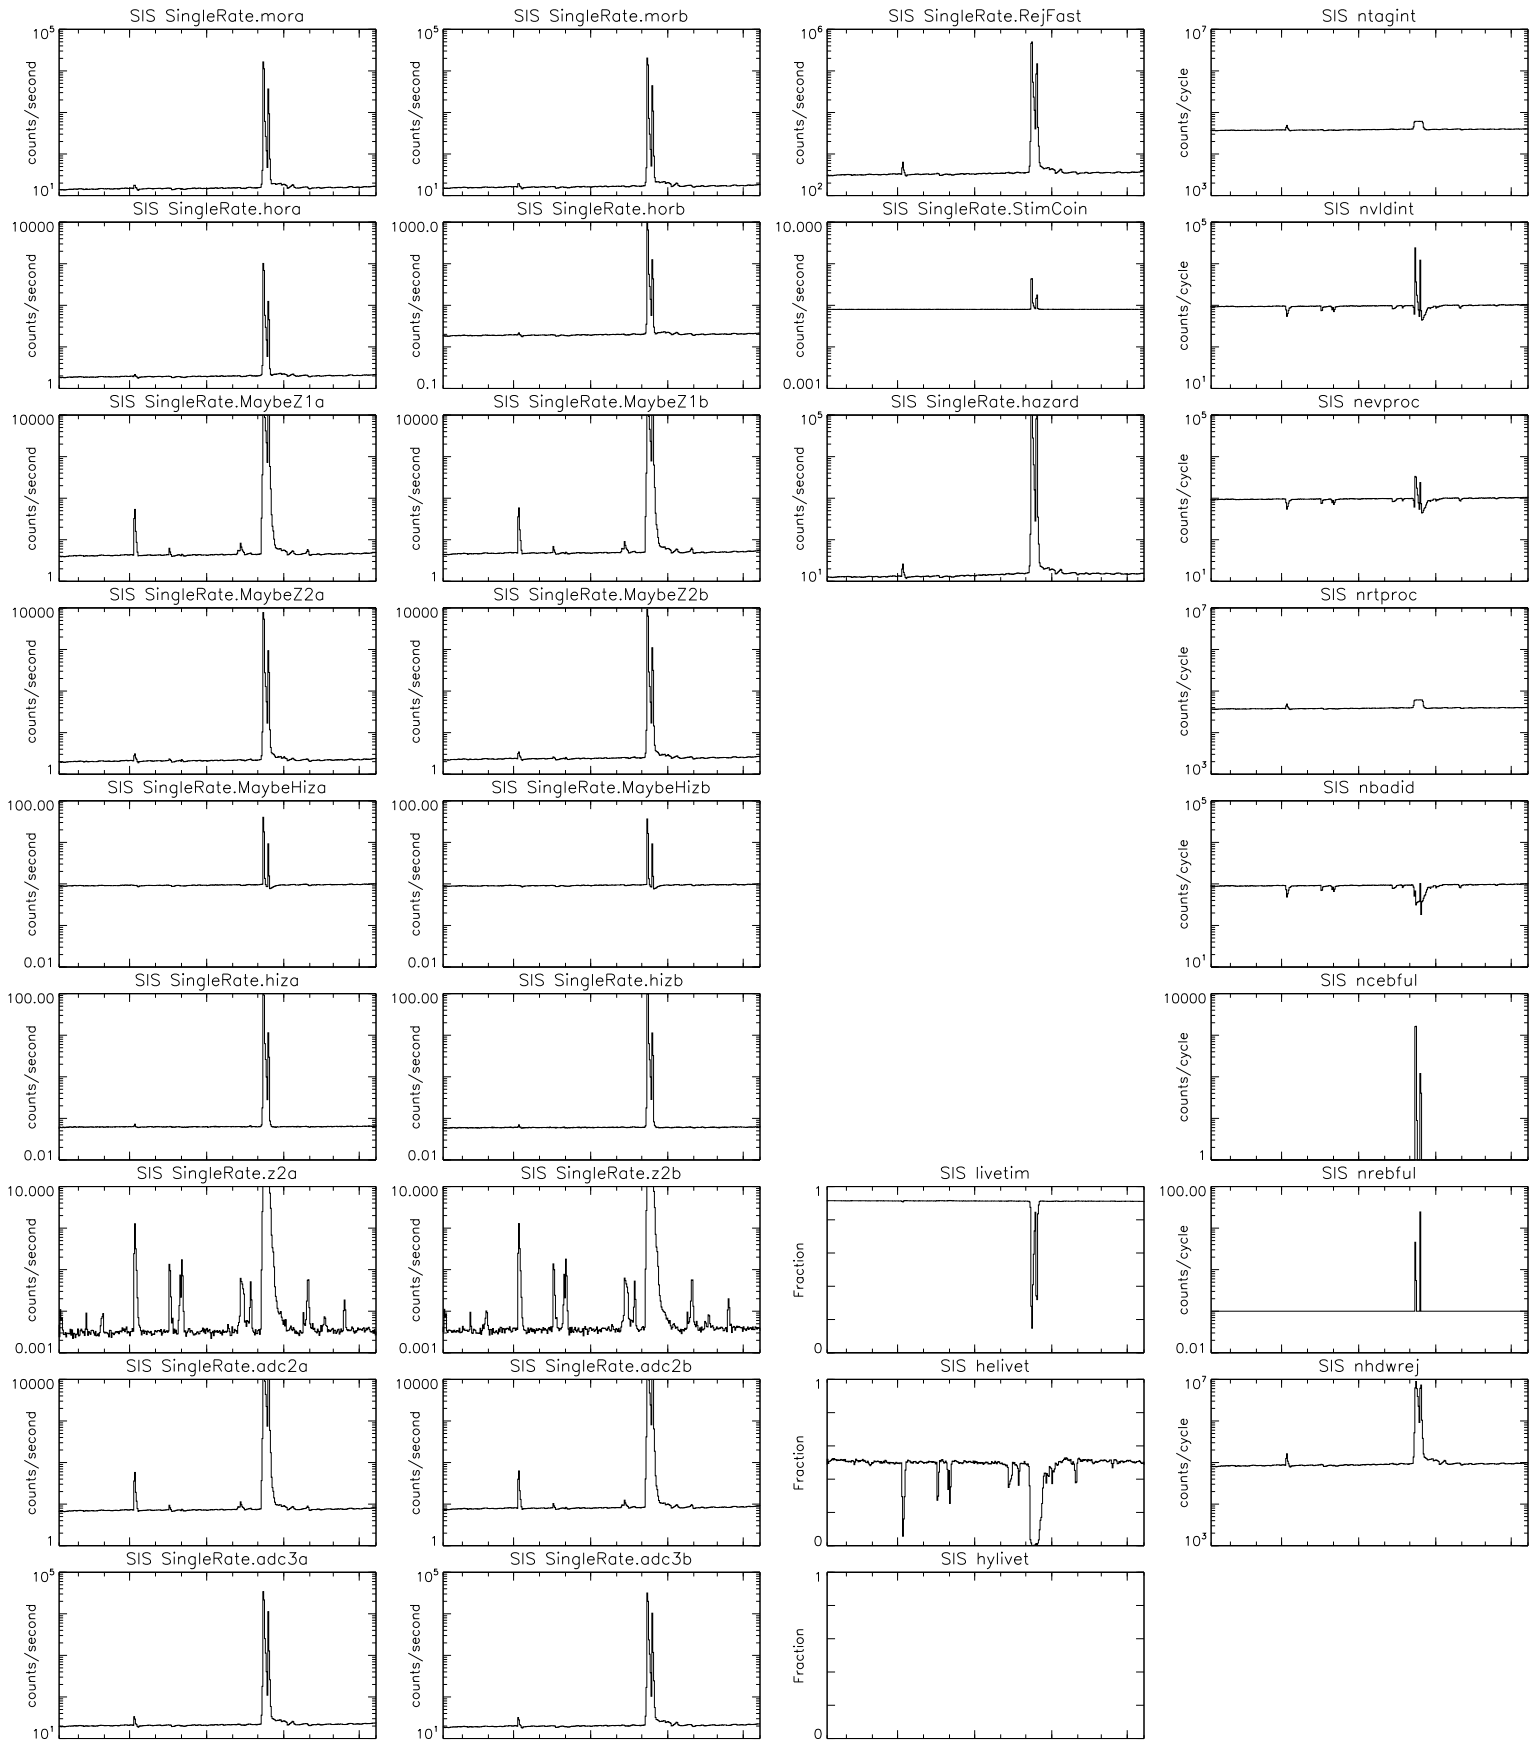 SIS SingleRate.mora
10^5
counts/second
10^1
SIS SingleRate.morb
10^5
counts/second
10^1
SIS SingleRate.RejFast
10^6
counts/second
10^2
SIS ntagint
10^7
counts/cycle
10^3
SIS SingleRate.hora
10000
counts/second
1
SIS SingleRate.horb
1000.0
counts/second
0.1
SIS SingleRate.StimCoin
10.000
counts/second
0.001
SIS nvldint
10^5
counts/cycle
10^1
SIS SingleRate.MaybeZ1a
10000
counts/second
1
SIS SingleRate.MaybeZ1b
10000
counts/second
1
SIS SingleRate.hazard
10^5
counts/second
10^1
SIS nevproc
10^5
counts/cycle
10^1
SIS SingleRate.MaybeZ2a
10000
counts/second
1
SIS SingleRate.MaybeZ2b
10000
counts/second
1
SIS nrtproc
10^7
counts/cycle
10^3
SIS SingleRate.MaybeHiza
100.00
counts/second
0.01
SIS SingleRate.MaybeHizb
100.00
counts/second
0.01
SIS nbadid
10^5
counts/cycle
10^1
SIS SingleRate.hiza
100.00
counts/second
0.01
SIS SingleRate.hizb
100.00
counts/second
0.01
SIS ncebful
10000
counts/cycle
1
SIS SingleRate.z2a
10.000
counts/second
0.001
SIS SingleRate.z2b
10.000
counts/second
0.001
SIS livetim
1
Fraction
0
SIS nrebful
100.00
counts/cycle
0.01
SIS SingleRate.adc2a
10000
counts/second
1
SIS SingleRate.adc2b
10000
counts/second
1
SIS helivet
1
Fraction
0
SIS nhdwrej
10^7
counts/cycle
10^3
SIS SingleRate.adc3a
10^5
counts/second
10^1
SIS SingleRate.adc3b
10^5
counts/second
10^1
SIS hylivet
1
Fraction
0